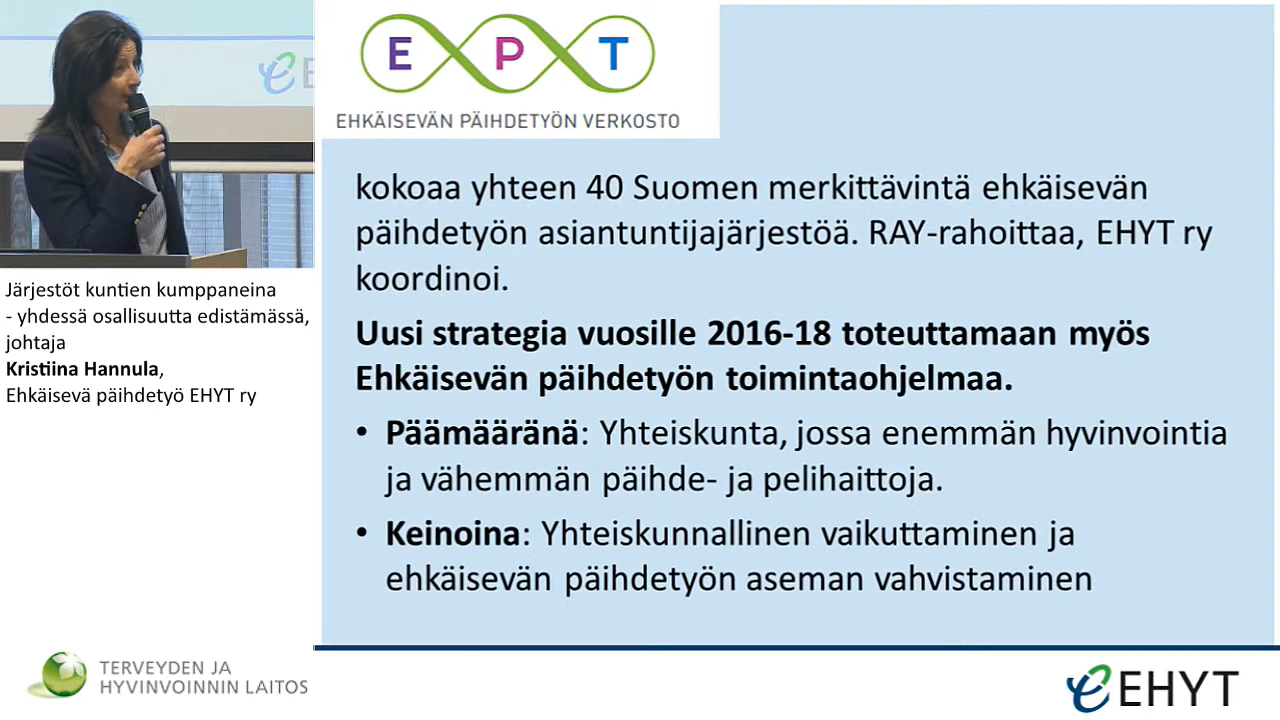 E P T
EHKÄISEVÄN PÄIHDETYÖN VERKOSTO
kokoaa yhteen 40 Suomen merkittävintä ehkäisevän
päihdetyön asiantuntijajärjestöä. RAY-rahoittaa, EHYT ry
koordinoi.
Uusi strategia vuosille 2016-18 toteuttamaan myös
Ehkäisevän päihdetyön toimintaohjelmaa.
• Päämääränä: Yhteiskunta, jossa enemmän hyvinvointia
ja vähemmän päihde- ja pelihaittoja.
• Keinoina: Yhteiskunnallinen vaikuttaminen ja
ehkäisevän päihdetyön aseman vahvistaminen
Järjestöt kuntien kumppaneina
- yhdessä osallisuutta edistämässä,
johtaja
Kristiina Hannula,
Ehkäisevä päihdetyö EHYT ry
TERVEYDEN JA
HYVINVOINNIN LAITOS
EHYT